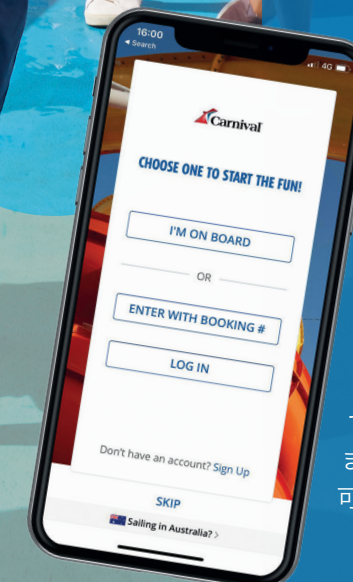 16:00
◀ Search
4G
Carnival
CHOOSE ONE TO START THE FUN!
I'M ON BOARD
OR
ENTER WITH BOOKING #
LOG IN
Don't have an account? Sign Up
SKIP
Sailing in Australia? >